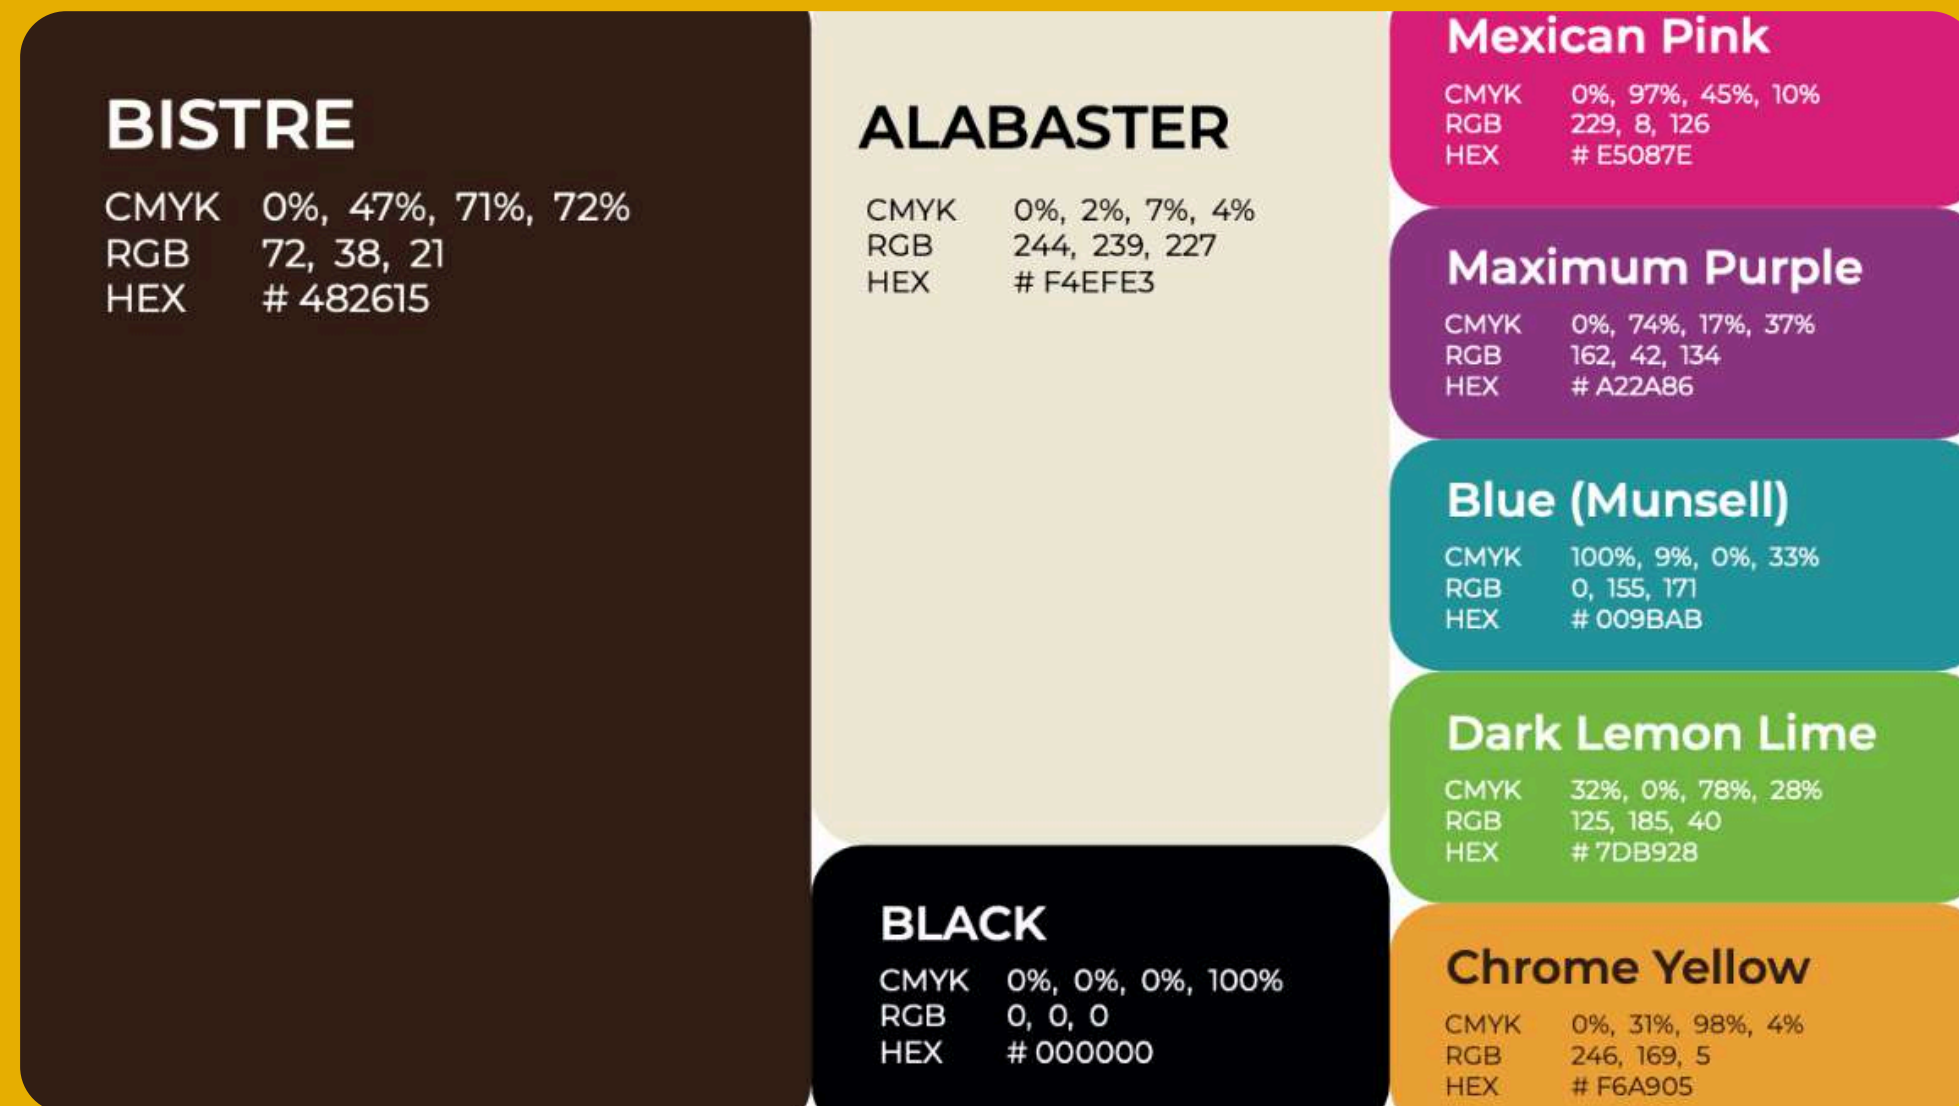 BISTRE
CMYK 0%, 47%, 71%, 72%
RGB 72, 38, 21
HEX # 482615
ALABASTER
CMYK 0%, 2%, 7%, 4%
RGB 244, 239, 227
HEX # F4EFE3
BLACK
CMYK 0%, 0%, 0%, 100%
RGB 0, 0, 0
HEX # 000000
Mexican Pink
CMYK 0%, 97%, 45%, 10%
RGB 229, 8, 126
HEX # E5087E
Maximum Purple
CMYK 0%, 74%, 17%, 37%
RGB 162, 42, 134
HEX # A22A86
Blue (Munsell)
CMYK 100%, 9%, 0%, 33%
RGB 0, 155, 171
HEX # 009BAB
Dark Lemon Lime
CMYK 32%, 0%, 78%, 28%
RGB 125, 185, 40
HEX # 7DB928
Chrome Yellow
CMYK 0%, 31%, 98%, 4%
RGB 246, 169, 5
HEX # F6A905